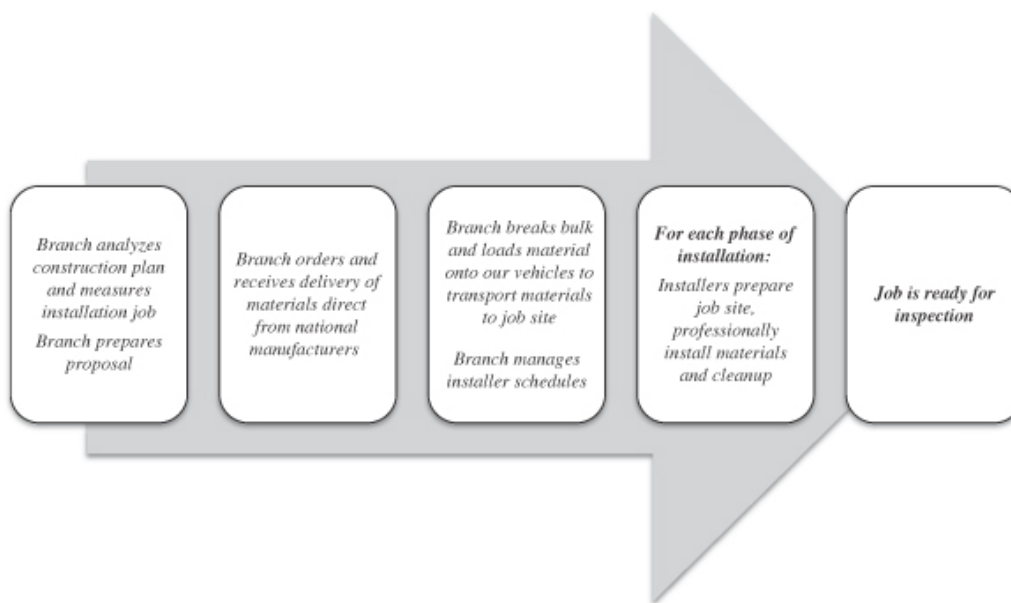 Branch analyzes
construction plan
and measures
installation job
Branch prepares
proposal
Branch orders and
receives delivery of
materials direct
from national
manufacturers
Branch breaks bulk
and loads material
onto our vehicles to
transport materials
to job site
Branch manages
installer schedules
For each phase of
installation:
Installers prepare
job site,
professionally
install materials
and cleanup
Job is ready for
inspection